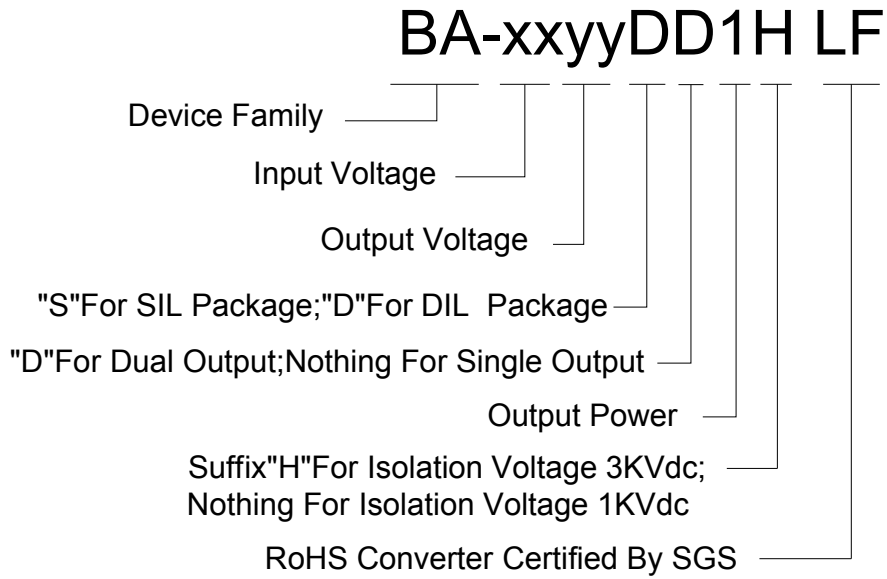 BA-xxyyDD1H LF
Device Family
Input Voltage
Output Voltage
"S"For SIL Package;"D"For DIL Package
"D"For Dual Output;Nothing For Single Output
Output Power
Suffix"H"For Isolation Voltage 3KVdc;
Nothing For Isolation Voltage 1KVdc
RoHS Converter Certified By SGS